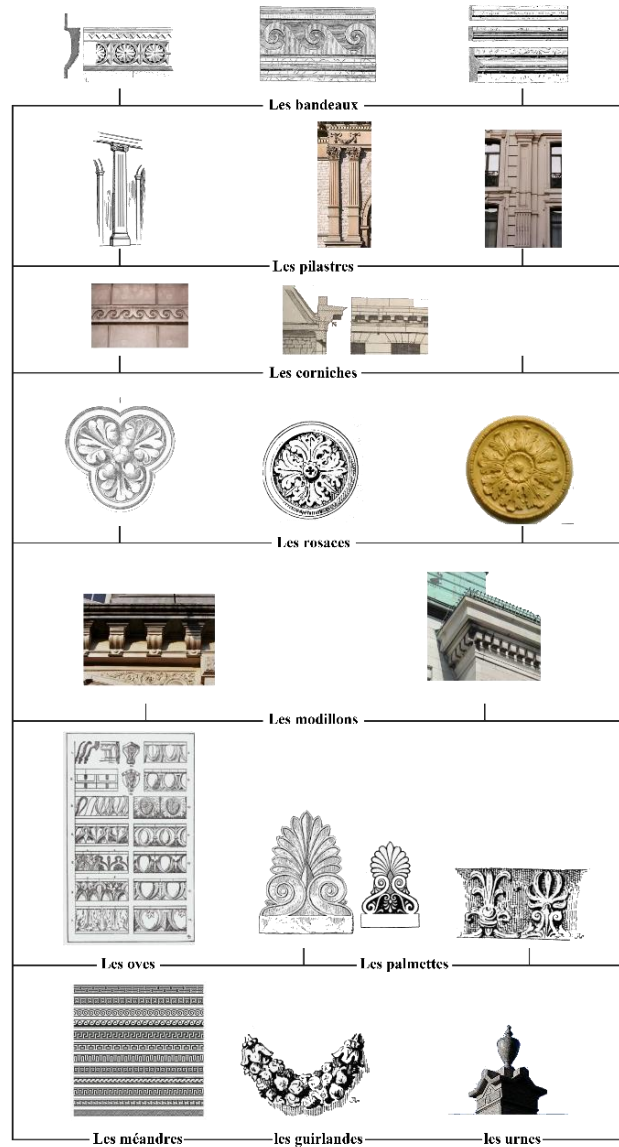 Les bandeaux
Les pilastres
Les corniches
Les rosaces
Les modillons
Les oves
Les palmettes
Les méandres
les guirlandes
les urnes